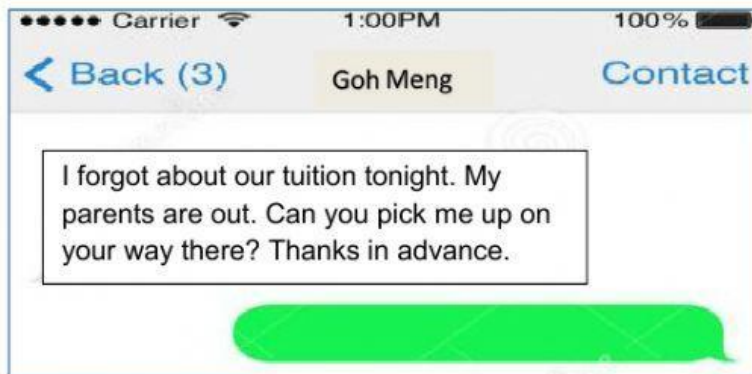 Carrier 1:00PM 100%
Back (3) Goh Meng Contact
I forgot about our tuition tonight. My
parents are out. Can you pick me up on
your way there? Thanks in advance.